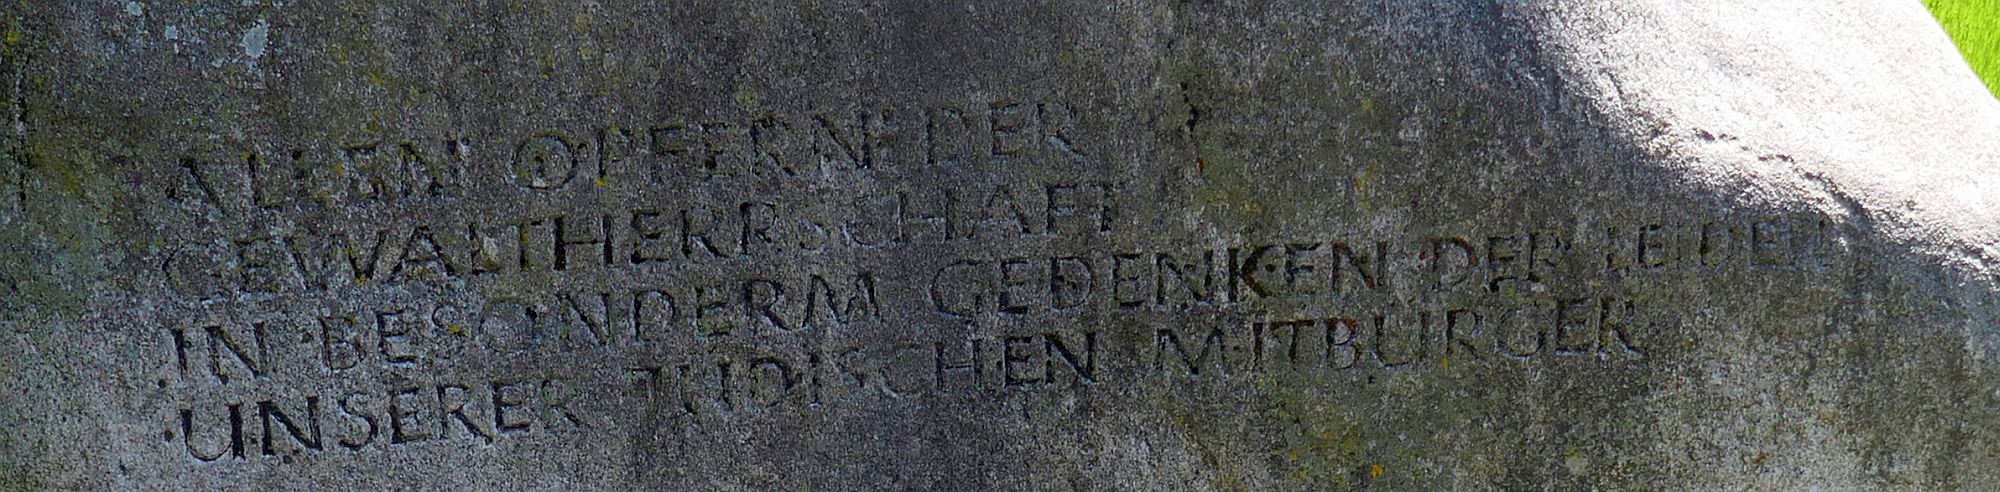 ALLEN OPFERN DER
GEWALTHERRSCHAFT
IN BESONDERM GEDENKEN DER LEIDEN
UNSERER JUDISCHEN MITBURGER